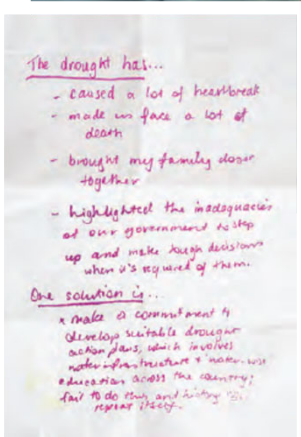 The drought has...
- caused a lot of heartbreak
- made us face a lot of
death
- brought my family closer
together
- highlighted the inadequacies
of our government to step
up and make tough decisions
when it's required of them.
One solution is...
* make a commitment to
develop suitable drought
action plans, which involves
water infrastructure & water-use
education across the country;
fail to do this, and history
repeat itself.